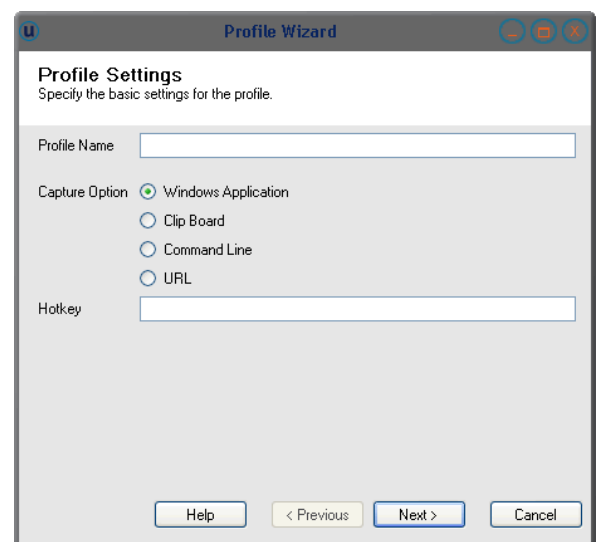 u Profile Wizard
Profile Settings
Specify the basic settings for the profile.
Profile Name
Capture Option Windows Application
Clip Board
Command Line
URL
Hotkey
Help < Previous Next > Cancel